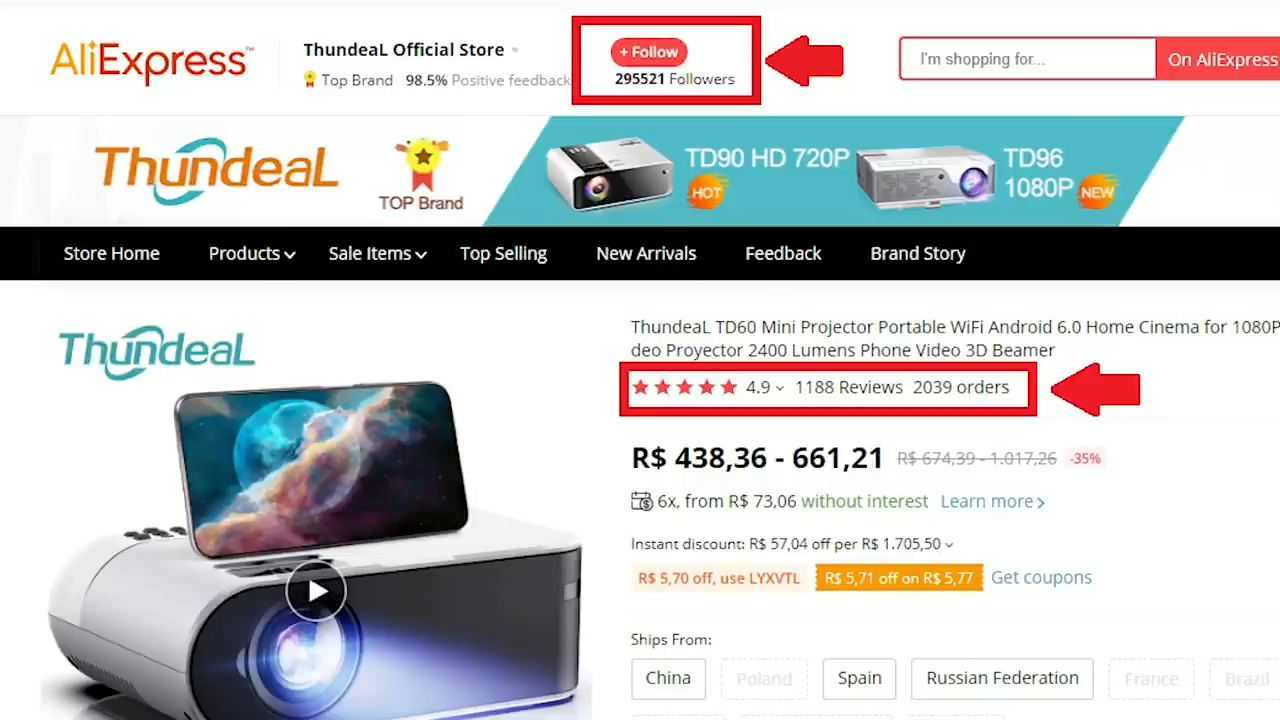 AliExpress™
ThundeaL Official Store
Top Brand 98.5% Positive feedback
+ Follow
295521 Followers
I'm shopping for...
On AliExpress
ThundeaL
TOP Brand
TD90 HD 720P
HOT
TD96
1080P
NEW
Store Home Products Sale Items Top Selling New Arrivals Feedback Brand Story
ThundeaL
ThundeaL TD60 Mini Projector Portable WiFi Android 6.0 Home Cinema for 1080P
deo Proyector 2400 Lumens Phone Video 3D Beamer
4.9 1188 Reviews 2039 orders
R$ 438,36 - 661,21 R$ 674,39 - 1.017,26 -35%
6x, from R$ 73,06 without interest Learn more
Instant discount: R$ 57,04 off per R$ 1.705,50
R$ 5,70 off, use LYXVTL R$ 5,71 off on R$ 5,77 Get coupons
Ships From:
China Poland Spain Russian Federation France Brazil